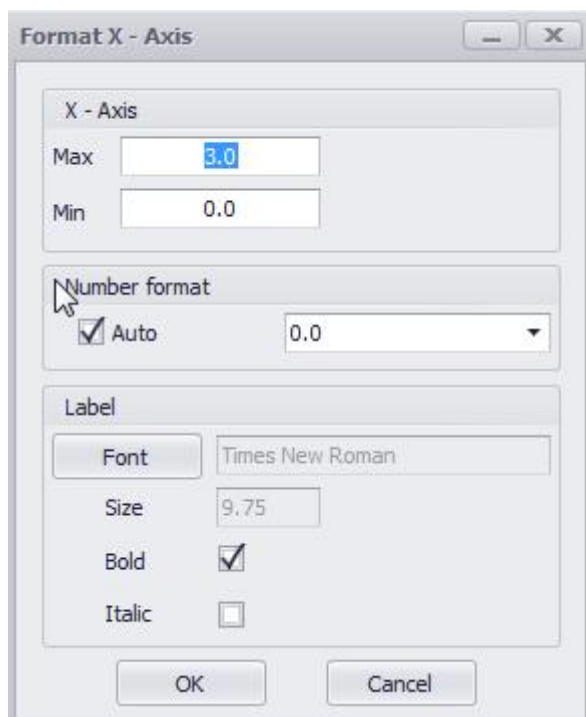 Format X - Axis
X - Axis
Max 3.0
Min 0.0
Number format
Auto 0.0
Label
Font Times New Roman
Size 9.75
Bold
Italic
OK Cancel